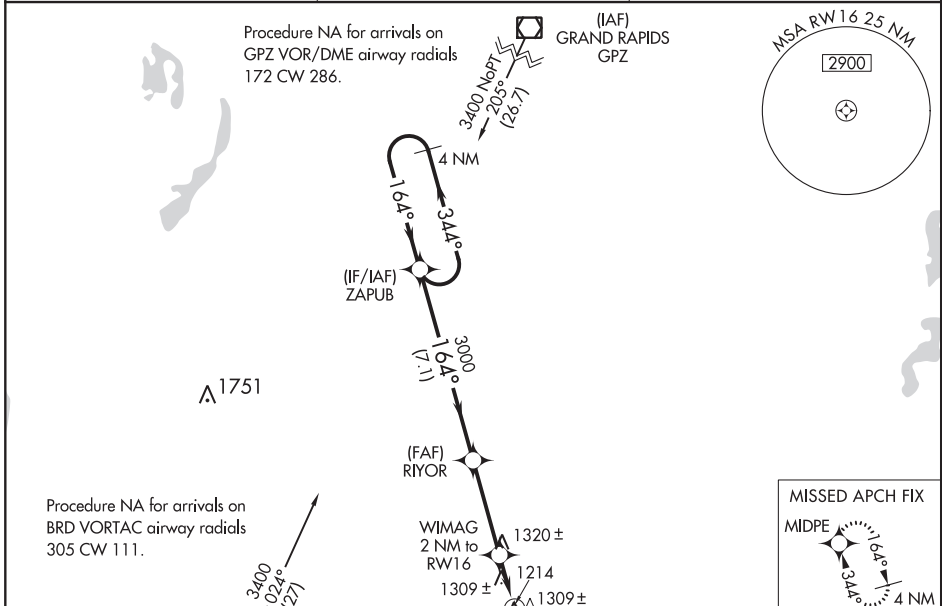 Procedure NA for arrivals on
GPZ VOR/DME airway radials
172 CW 286.
(IAF)
GRAND RAPIDS
GPZ
3400 NoPT
205°
(26.7)
MSA RW16 25 NM
2900
4 NM
164°
344°
(IF/IAF)
ZAPUB
3000
164°
(7.1)
1751
(FAF)
RIYOR
Procedure NA for arrivals on
BRD VORTAC airway radials
305 CW 111.
3400
024°
(27)
WIMAG
2 NM to
RW16
1320 ±
1309 ±
1214
1309 ±
MISSED APCH FIX
MIDPE
164°
344°
4 NM